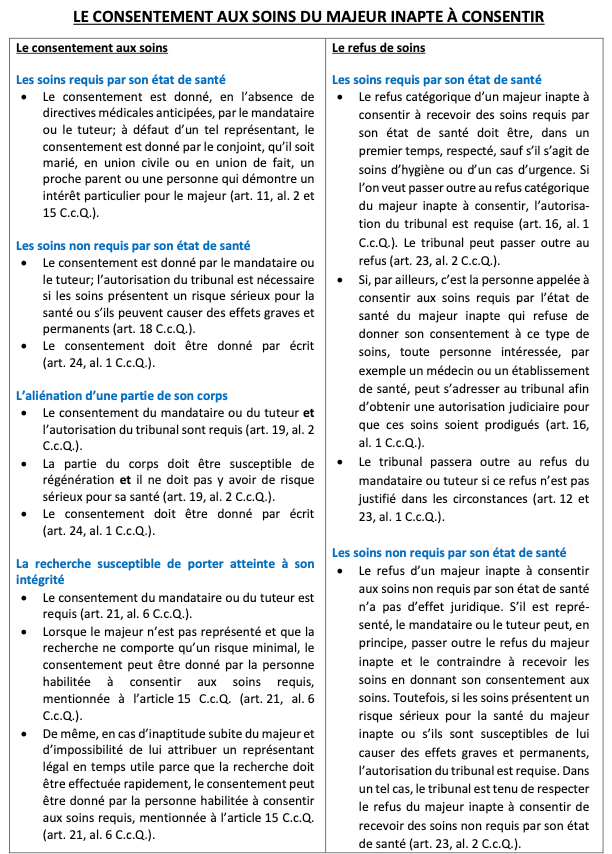 LE CONSENTEMENT AUX SOINS DU MAJEUR INAPTE À CONSENTIR
Le consentement aux soins
Les soins requis par son état de santé
• Le consentement est donné, en l’absence de
directives médicales anticipées, par le mandataire
ou le tuteur; à défaut d’un tel représentant, le
consentement est donné par le conjoint, qu’il soit
marié, en union civile ou en union de fait, un
proche parent ou une personne qui démontre un
intérêt particulier pour le majeur (art. 11, al. 2 et
15 C.c.Q.).
Les soins non requis par son état de santé
• Le consentement est donné par le mandataire ou
le tuteur; l’autorisation du tribunal est nécessaire
si les soins présentent un risque sérieux pour la
santé ou s’ils peuvent causer des effets graves et
permanents (art. 18 C.c.Q.).
• Le consentement doit être donné par écrit
(art. 24, al. 1 C.c.Q.).
L’aliénation d’une partie de son corps
• Le consentement du mandataire ou du tuteur et
l’autorisation du tribunal sont requis (art. 19, al. 2
C.c.Q.).
• La partie du corps doit être susceptible de
régénération et il ne doit pas y avoir de risque
sérieux pour sa santé (art. 19, al. 2 C.c.Q.).
• Le consentement doit être donné par écrit
(art. 24, al. 1 C.c.Q.).
La recherche susceptible de porter atteinte à son
intégrité
• Le consentement du mandataire ou du tuteur est
requis (art. 21, al. 6 C.c.Q.).
• Lorsque le majeur n’est pas représenté et que la
recherche ne comporte qu’un risque minimal, le
consentement peut être donné par la personne
habilitée à consentir aux soins requis,
mentionnée à l’article 15 C.c.Q. (art. 21, al. 6
C.c.Q.).
• De même, en cas d’inaptitude subite du majeur et
d’impossibilité de lui attribuer un représentant
légal en temps utile parce que la recherche doit
être effectuée rapidement, le consentement peut
être donné par la personne habilitée à consentir
aux soins requis, mentionnée à l’article 15 C.c.Q.
(art. 21, al. 6 C.c.Q.).
Le refus de soins
Les soins requis par son état de santé
• Le refus catégorique d’un majeur inapte à
consentir à recevoir des soins requis par
son état de santé doit être, dans un
premier temps, respecté, sauf s’il s’agit de
soins d’hygiène ou d’un cas d’urgence. Si
l’on veut passer outre au refus catégorique
du majeur inapte à consentir, l’autorisa-
tion du tribunal est requise (art. 16, al. 1
C.c.Q.). Le tribunal peut passer outre au
refus (art. 23, al. 2 C.c.Q.).
• Si, par ailleurs, c’est la personne appelée à
consentir aux soins requis par l’état de
santé du majeur inapte qui refuse de
donner son consentement à ce type de
soins, toute personne intéressée, par
exemple un médecin ou un établissement
de santé, peut s’adresser au tribunal afin
d’obtenir une autorisation judiciaire pour
que ces soins soient prodigués (art. 16,
al. 1 C.c.Q.).
• Le tribunal passera outre au refus du
mandataire ou tuteur si ce refus n’est pas
justifié dans les circonstances (art. 12 et
23, al. 1 C.c.Q.).
Les soins non requis par son état de santé
• Le refus d’un majeur inapte à consentir
aux soins non requis par son état de santé
n’a pas d’effet juridique. S’il est repré-
senté, le mandataire ou le tuteur peut, en
principe, passer outre le refus du majeur
inapte et le contraindre à recevoir les
soins en donnant son consentement aux
soins. Toutefois, si les soins présentent un
risque sérieux pour la santé du majeur
inapte ou s’ils sont susceptibles de lui
causer des effets graves et permanents,
l’autorisation du tribunal est requise. Dans
un tel cas, le tribunal est tenu de respecter
le refus du majeur inapte à consentir de
recevoir des soins non requis par son état
de santé (art. 23, al. 2 C.c.Q.).